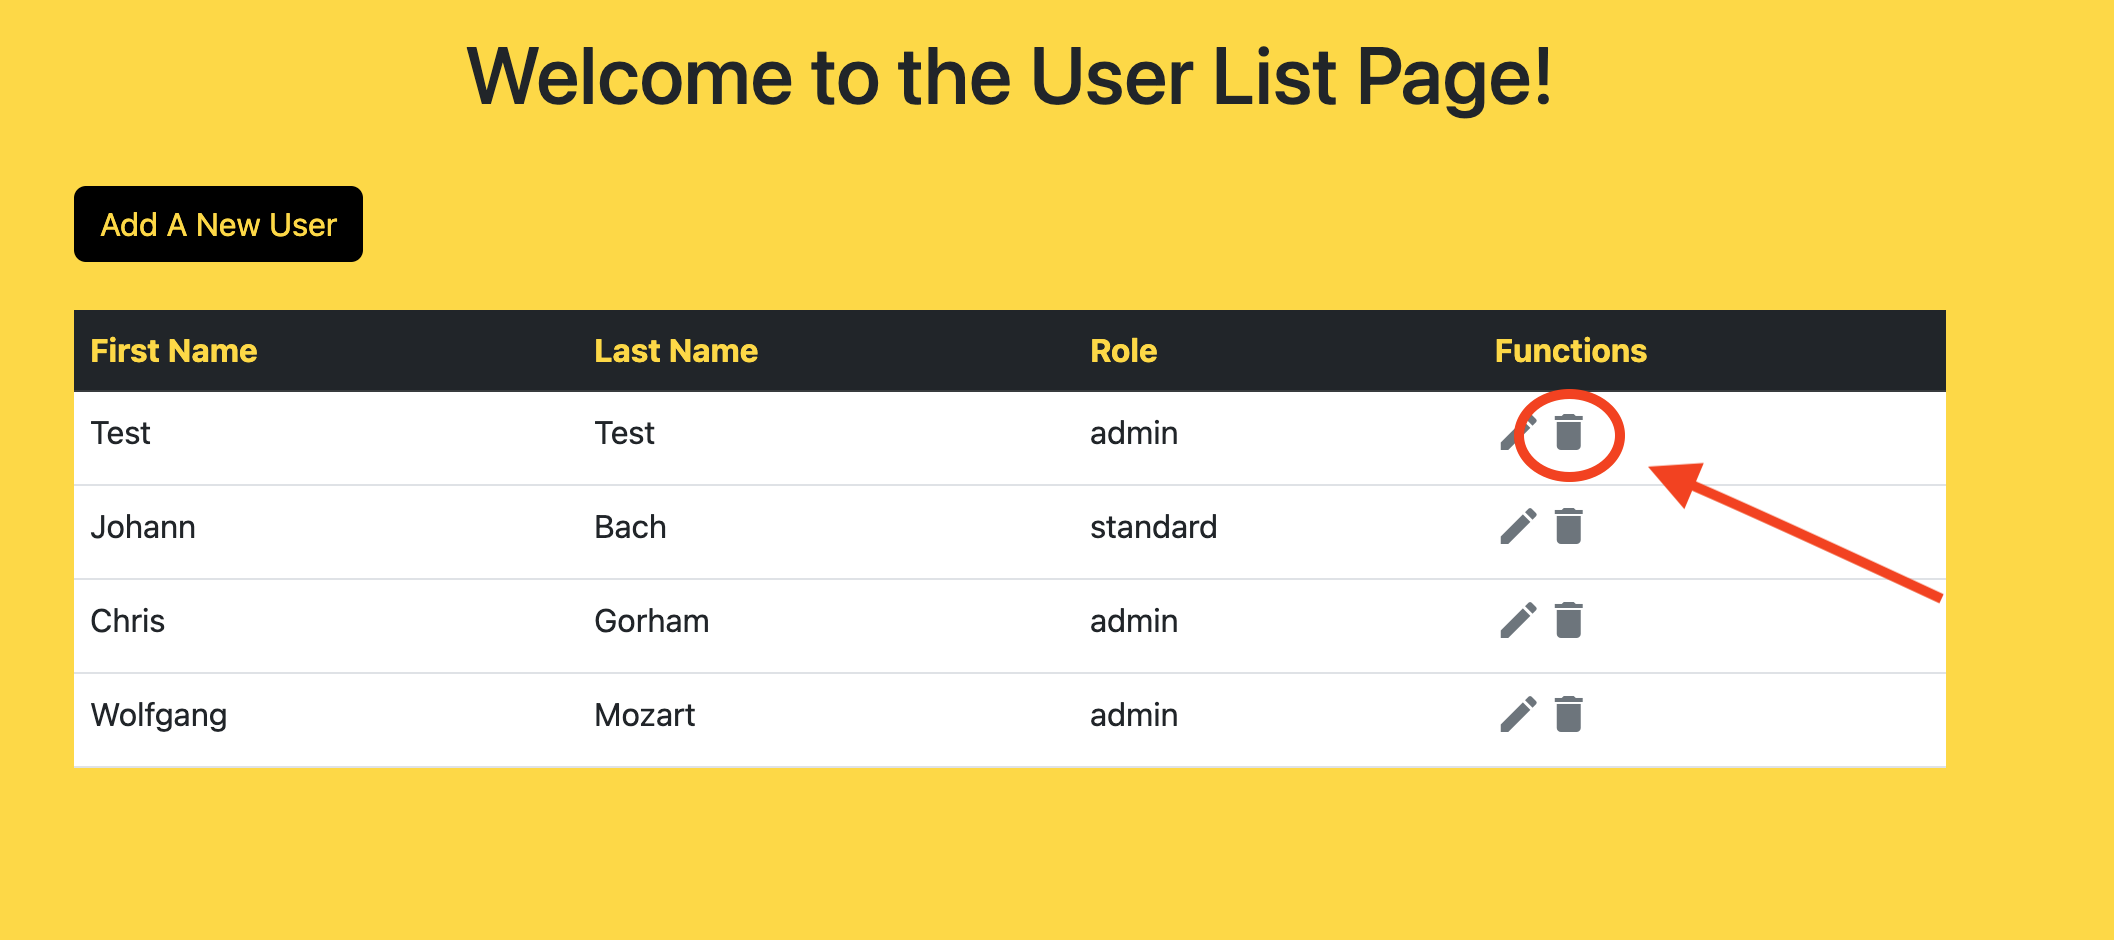 Welcome to the User List Page!
Add A New User
First Name Last Name Role Functions
Test Test admin
Johann Bach standard
Chris Gorham admin
Wolfgang Mozart admin